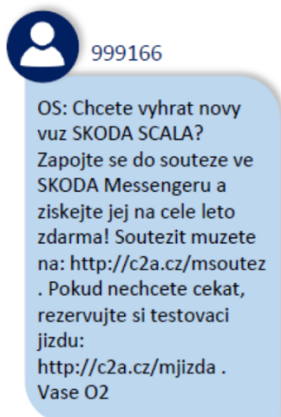 999166
OS: Chcete vyhrat novy
vuz SKODA SCALA?
Zapojte se do souteze ve
SKODA Messengeru a
ziskejte jej na cele leto
zdarma! Soutezit muzete
na: http://c2a.cz/msoutez
. Pokud nechcete cekat,
rezervujte si testovaci
jizdu:
http://c2a.cz/mjizda .
Vase O2